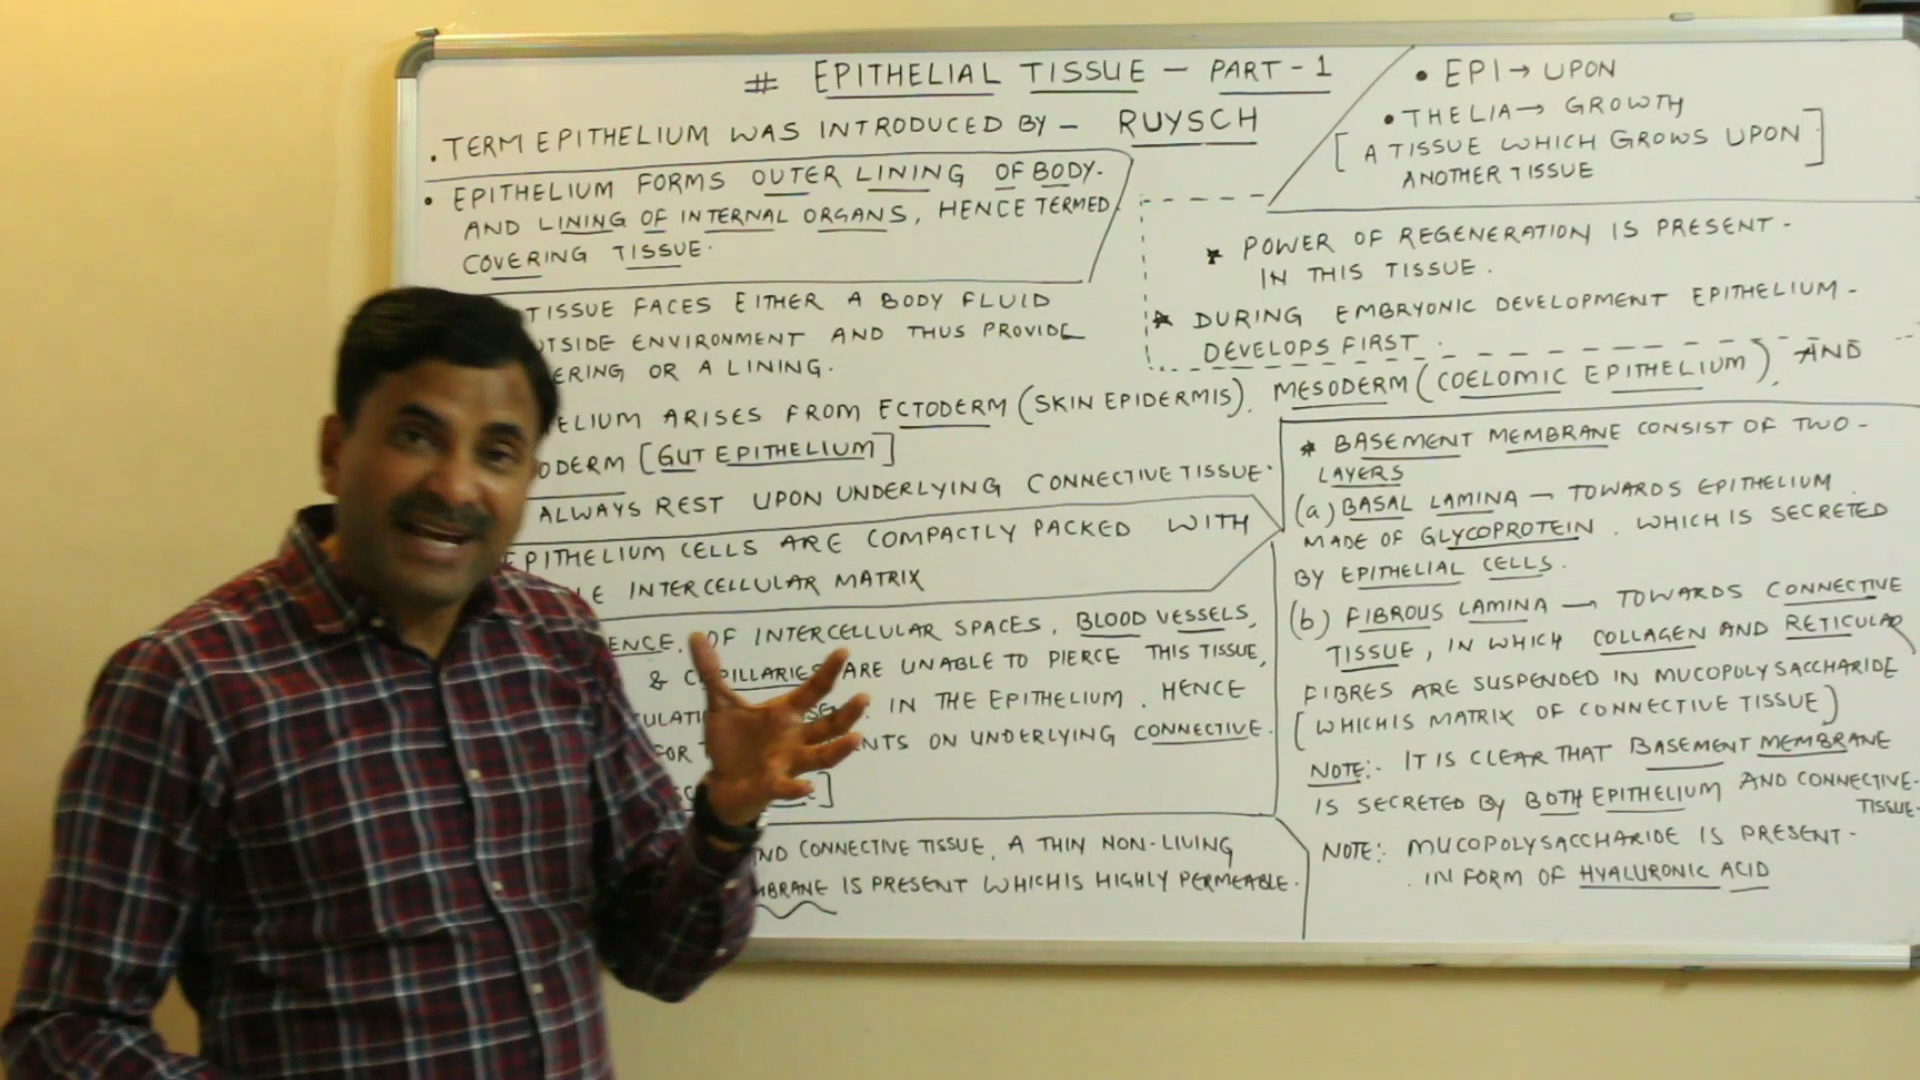 # EPITHELIAL TISSUE - PART-1
. TERM EPITHELIUM WAS INTRODUCED BY - RUYSCH
• EPITHELIUM FORMS OUTER LINING OF BODY.
AND LINING OF INTERNAL ORGANS, HENCE TERMED
COVERING TISSUE.
TISSUE FACES EITHER A BODY FLUID
ENVIRONMENT AND THUS PROVIDE
OR A LINING.
ARISES FROM ECTODERM (SKIN EPIDERMIS), MESODERM (COELOMIC EPITHELIUM), AND
[GUT EPITHELIUM]
ALWAYS REST UPON UNDERLYING CONNECTIVE TISSUE.
EPITHELIUM CELLS ARE COMPACTLY PACKED WITH
INTERCELLULAR MATRIX
OF INTERCELLULAR SPACES, BLOOD VESSELS,
& CAPILLARIES ARE UNABLE TO PIERCE THIS TISSUE,
IN THE EPITHELIUM. HENCE
ON UNDERLYING CONNECTIVE.
]
CONNECTIVE TISSUE, A THIN NON-LIVING
IS PRESENT WHICH IS HIGHLY PERMEABLE.
• EPI → UPON
• THELIA → GROWTH
[A TISSUE WHICH GROWS UPON
ANOTHER TISSUE]
* POWER OF REGENERATION IS PRESENT -
IN THIS TISSUE.
* DURING EMBRYONIC DEVELOPMENT EPITHELIUM -
DEVELOPS FIRST.
* BASEMENT MEMBRANE CONSIST OF TWO -
LAYERS
(a) BASAL LAMINA → TOWARDS EPITHELIUM.
MADE OF GLYCOPROTEIN. WHICH IS SECRETED
BY EPITHELIAL CELLS.
(b) FIBROUS LAMINA → TOWARDS CONNECTIVE
TISSUE, IN WHICH COLLAGEN AND RETICULAR
FIBRES ARE SUSPENDED IN MUCOPOLYSACCHARIDE
[WHICH IS MATRIX OF CONNECTIVE TISSUE]
NOTE:- IT IS CLEAR THAT BASEMENT MEMBRANE
IS SECRETED BY BOTH EPITHELIUM AND CONNECTIVE-
TISSUE.
NOTE:- MUCOPOLYSACCHARIDE IS PRESENT -
IN FORM OF HYALURONIC ACID